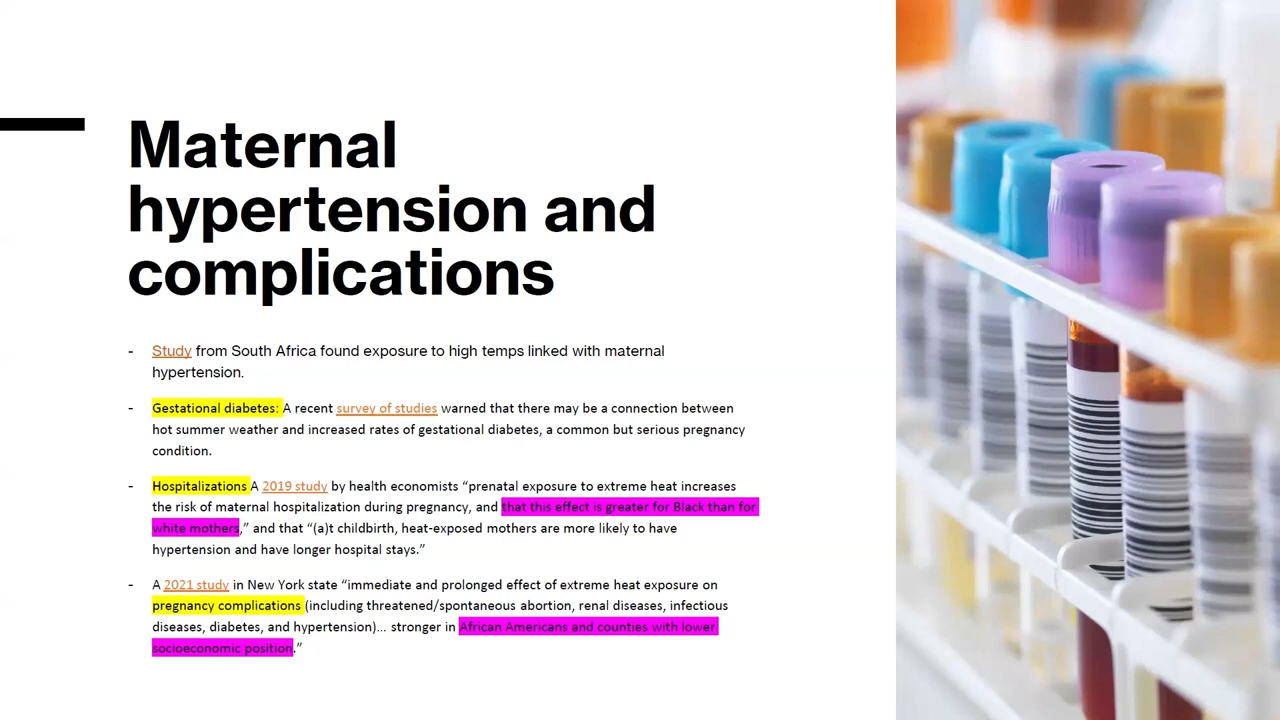 Maternal
hypertension and
complications
- Study from South Africa found exposure to high temps linked with maternal
hypertension.
- Gestational diabetes: A recent survey of studies warned that there may be a connection between
hot summer weather and increased rates of gestational diabetes, a common but serious pregnancy
condition.
- Hospitalizations A 2019 study by health economists “prenatal exposure to extreme heat increases
the risk of maternal hospitalization during pregnancy, and that this effect is greater for Black than for
white mothers,” and that “(a)t childbirth, heat-exposed mothers are more likely to have
hypertension and have longer hospital stays.”
- A 2021 study in New York state “immediate and prolonged effect of extreme heat exposure on
pregnancy complications (including threatened/spontaneous abortion, renal diseases, infectious
diseases, diabetes, and hypertension)... stronger in African Americans and counties with lower
socioeconomic position.”